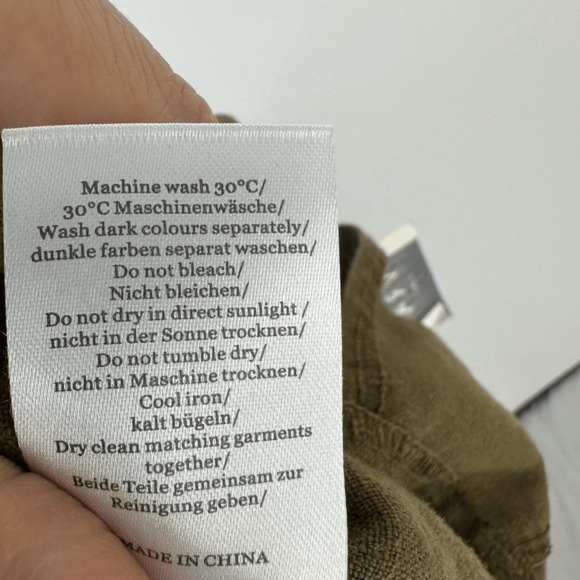 Machine wash 30°C/
30°C Maschinenwäsche/
Wash dark colours separately/
dunkle farben separat waschen/
Do not bleach/
Nicht bleichen/
Do not dry in direct sunlight /
nicht in der Sonne trocknen/
Do not tumble dry/
nicht in Maschine trocknen/
Cool iron/
kalt bügeln/
Dry clean matching garments
together/
Beide Teile gemeinsam zur
Reinigung geben/
MADE IN CHINA